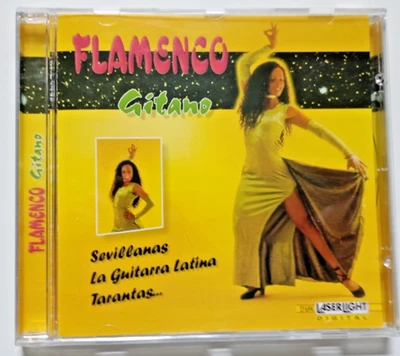 FLAMENCO
Gitano
Sevillanas
La Guitarra Latina
Tarantas...
FLAMENCO Gitano
LASERLIGHT
DIGITAL